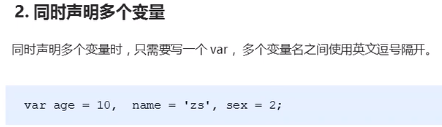 2. 同时声明多个变量
同时声明多个变量时，只需要写一个 var， 多个变量名之间使用英文逗号隔开。
var age = 10,  name = 'zs', sex = 2;